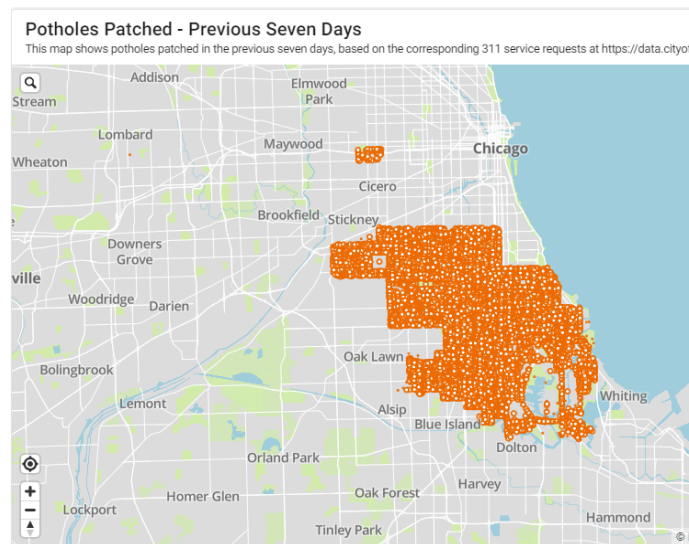 Potholes Patched - Previous Seven Days
This map shows potholes patched in the previous seven days, based on the corresponding 311 service requests at https://data.cityof
Addison
Elmwood
Park
Stream
Lombard
Maywood
Chicago
Wheaton
Cicero
Brookfield
Stickney
Downers
Grove
ville
Woodridge
Darien
Oak Lawn
Bolingbrook
Whiting
Lemont
Alsip
Blue Island
Dolton
Orland Park
Harvey
Homer Glen
Oak Forest
Lockport
Hammond
Tinley Park
©